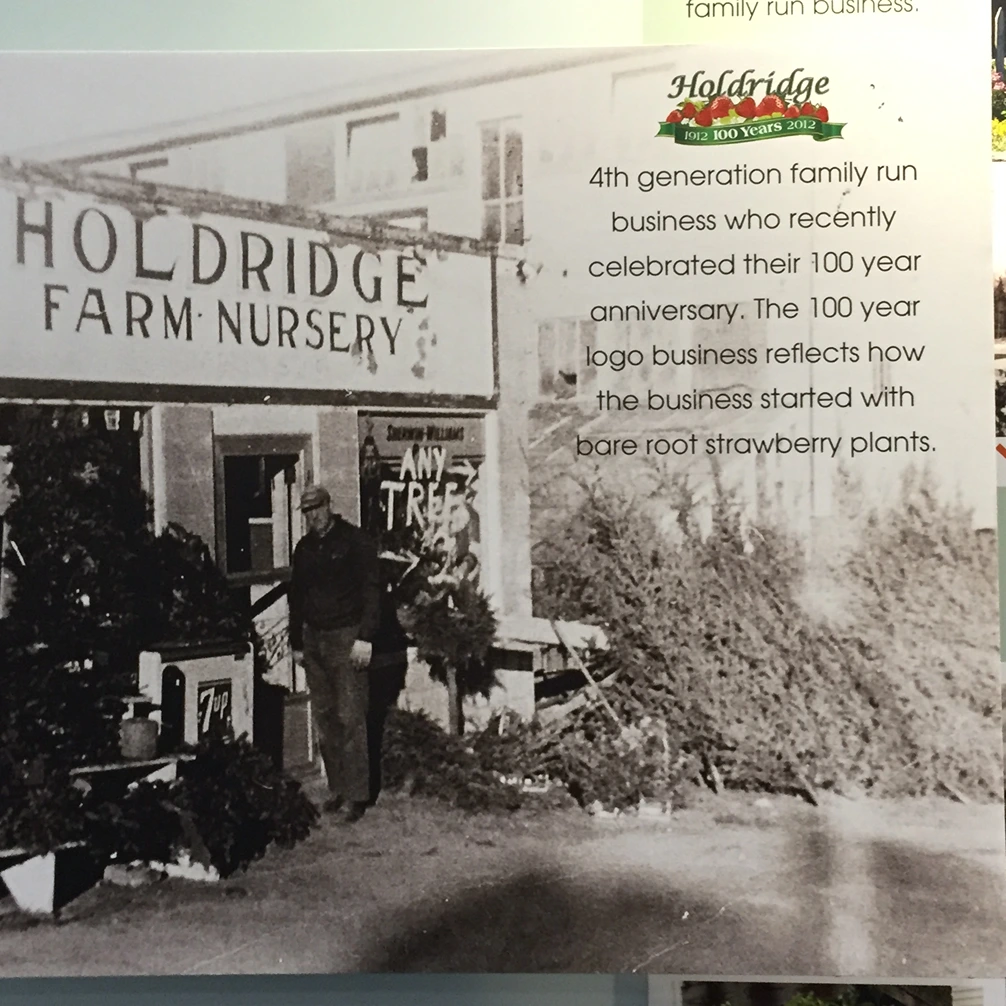 family run business.
Holdridge
1912 100 Years 2012
4th generation family run
business who recently
celebrated their 100 year
anniversary. The 100 year
logo business reflects how
the business started with
bare root strawberry plants.
HOLDRIDGE
FARM NURSERY
SHERWIN-WILLIAMS
ANY
TREE
7up